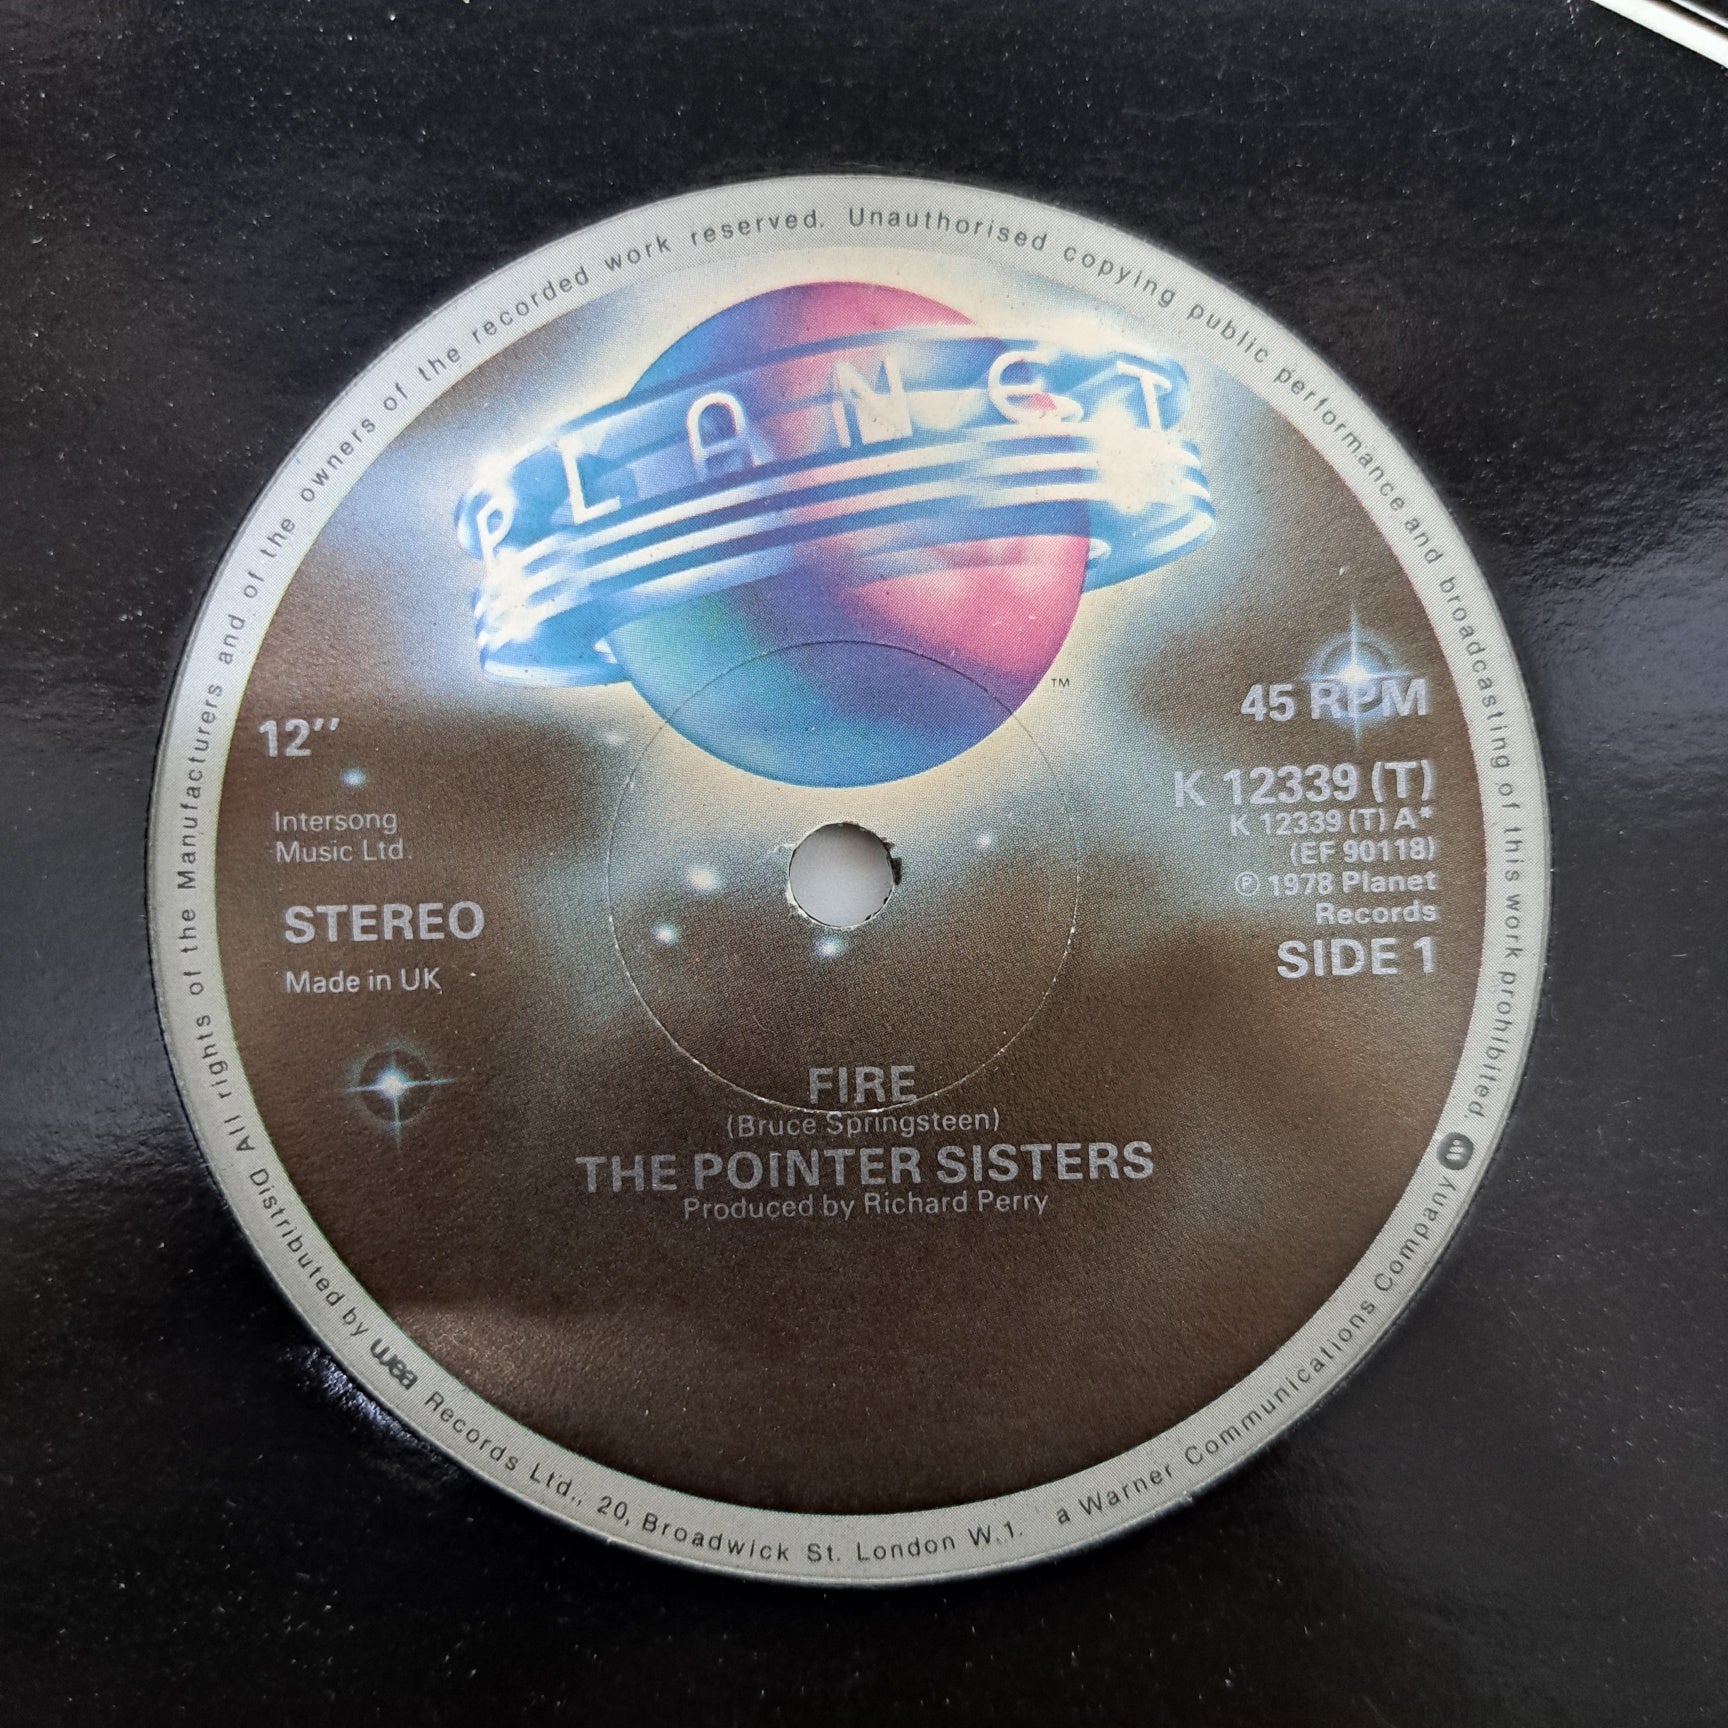 PLANET
™
12''
Intersong
Music Ltd.
STEREO
Made in UK
45 RPM
K 12339 (T)
K 12339 (T) A*
(EF 90118)
℗ 1978 Planet
Records
SIDE 1
FIRE
(Bruce Springsteen)
THE POINTER SISTERS
Produced by Richard Perry
All rights of the Manufacturers and of the owners of the recorded work reserved. Unauthorised copying public performance and broadcasting of this work prohibited.
Distributed by wea Records Ltd., 20, Broadwick St. London W.1. a Warner Communications Company